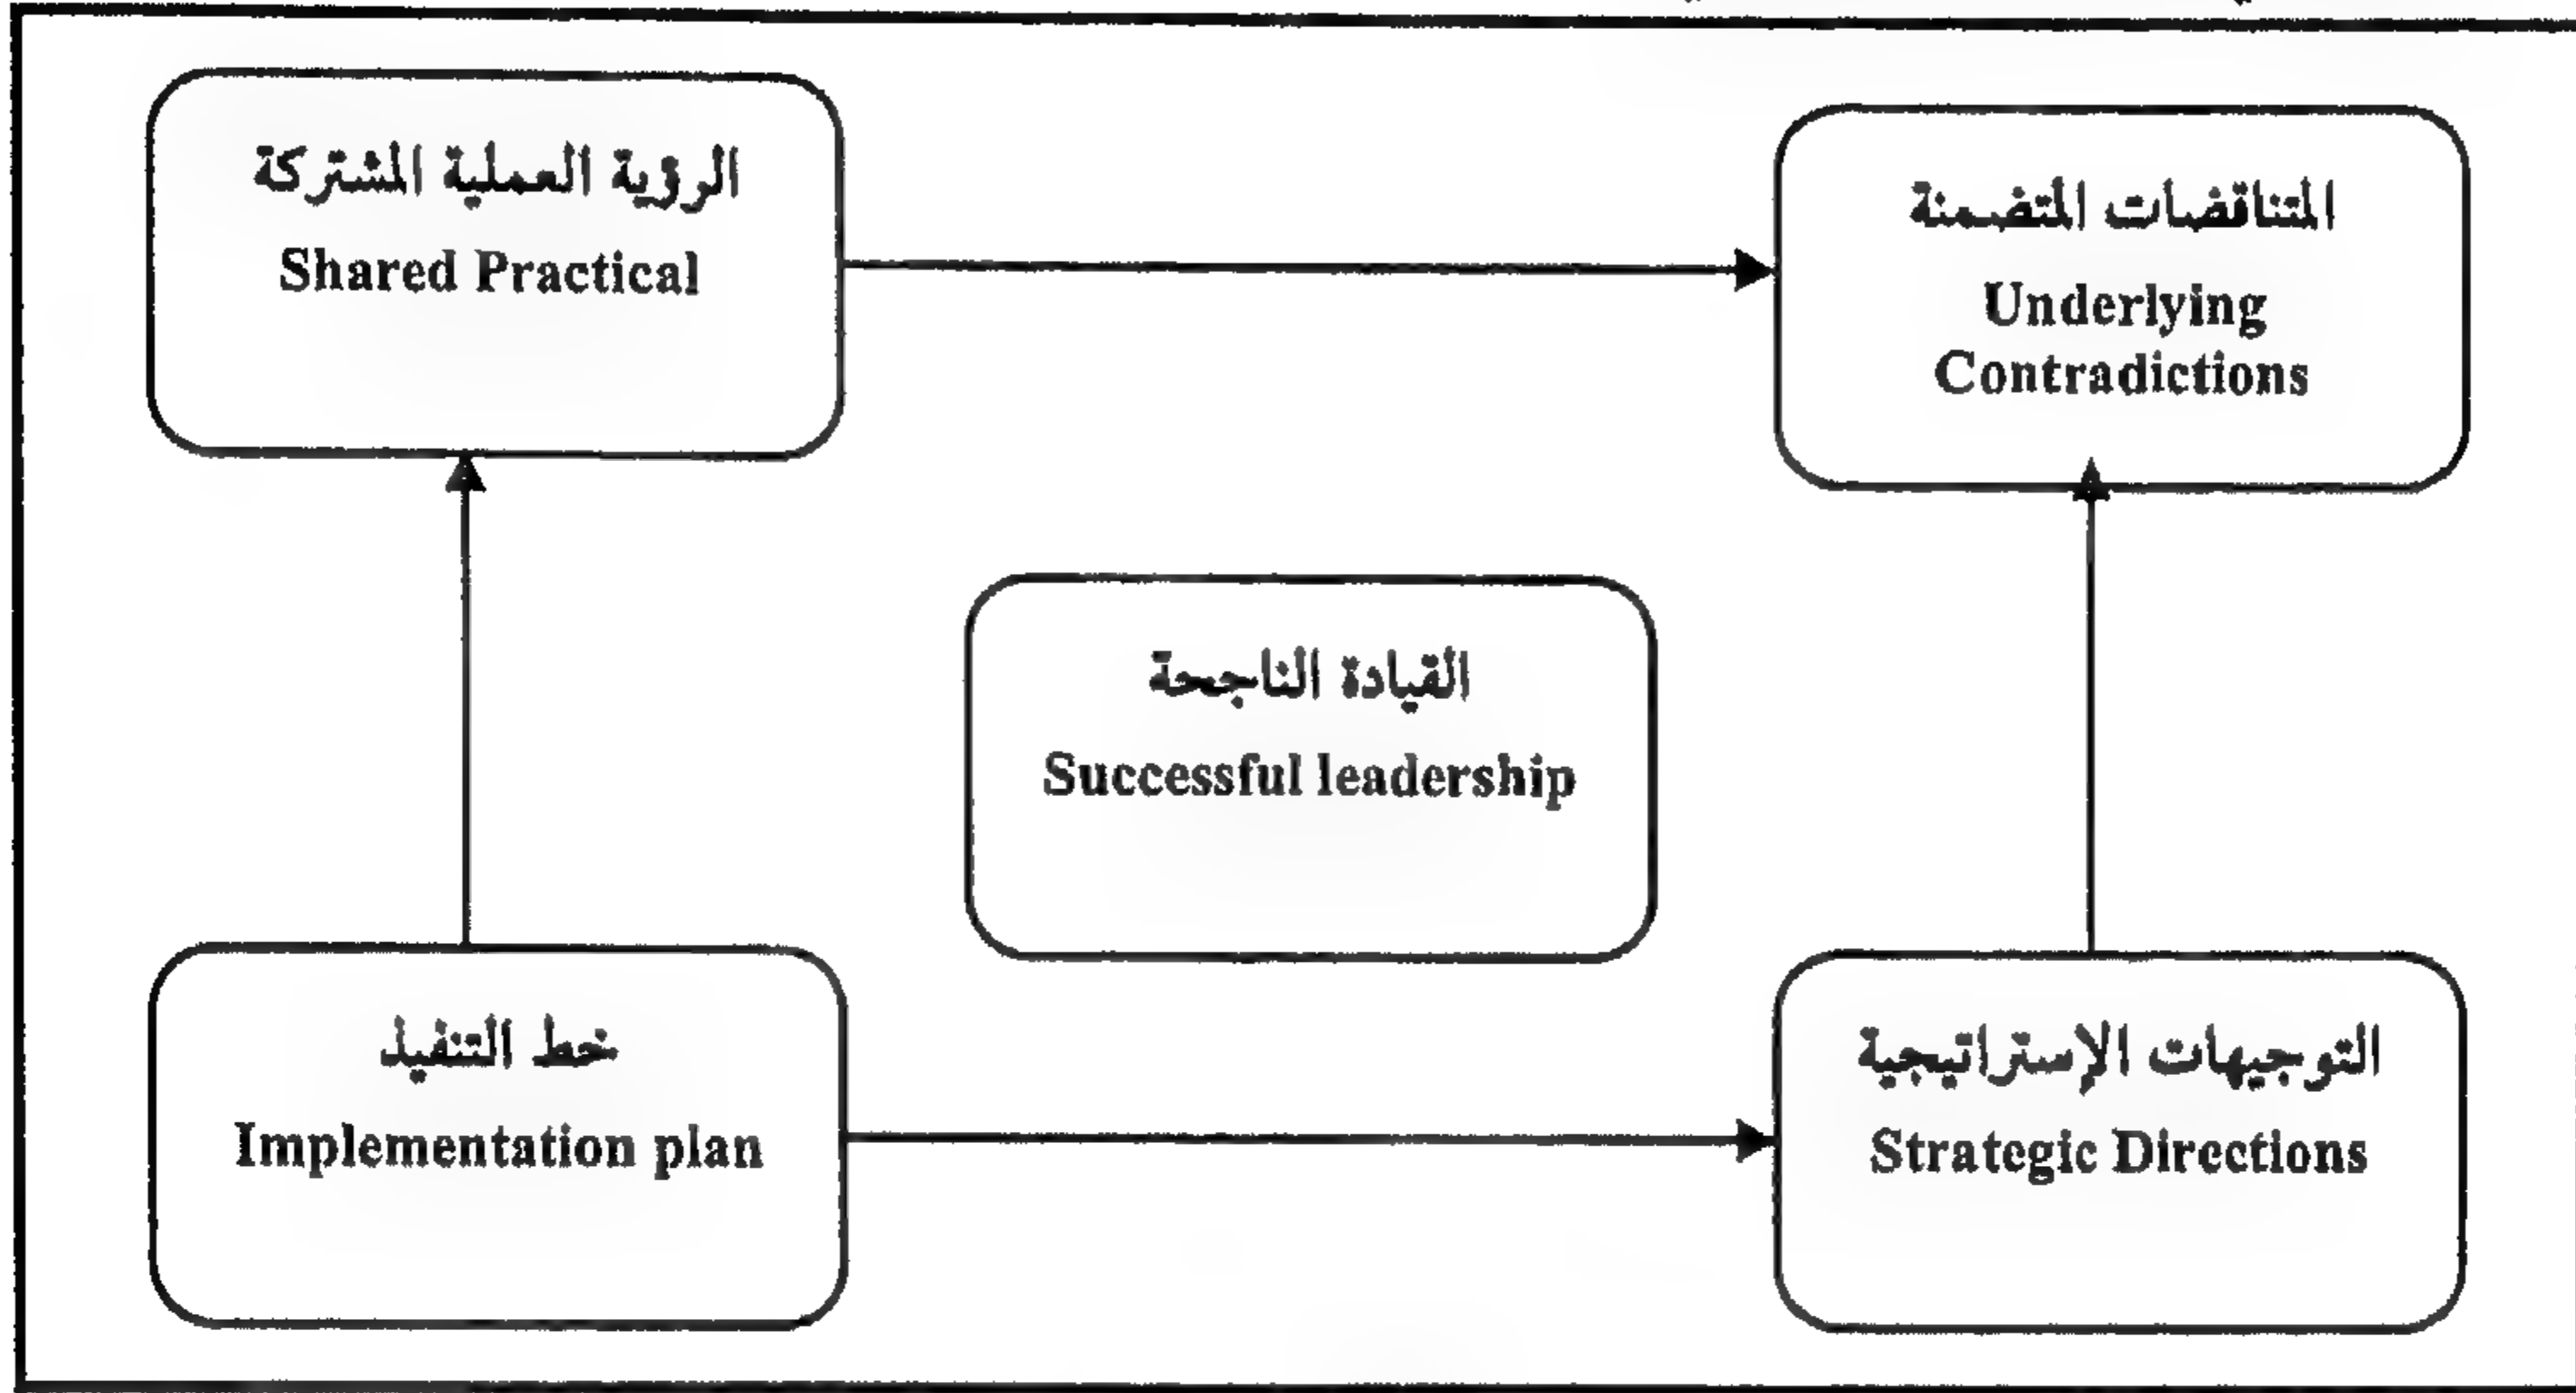 الرؤية العملية المشتركة
Shared Practical
المتناقضات المتضمنة
Underlying
Contradictions
القيادة الناجحة
Successful leadership
خط التنفيذ
Implementation plan
التوجيهات الإستراتيجية
Strategic Directions